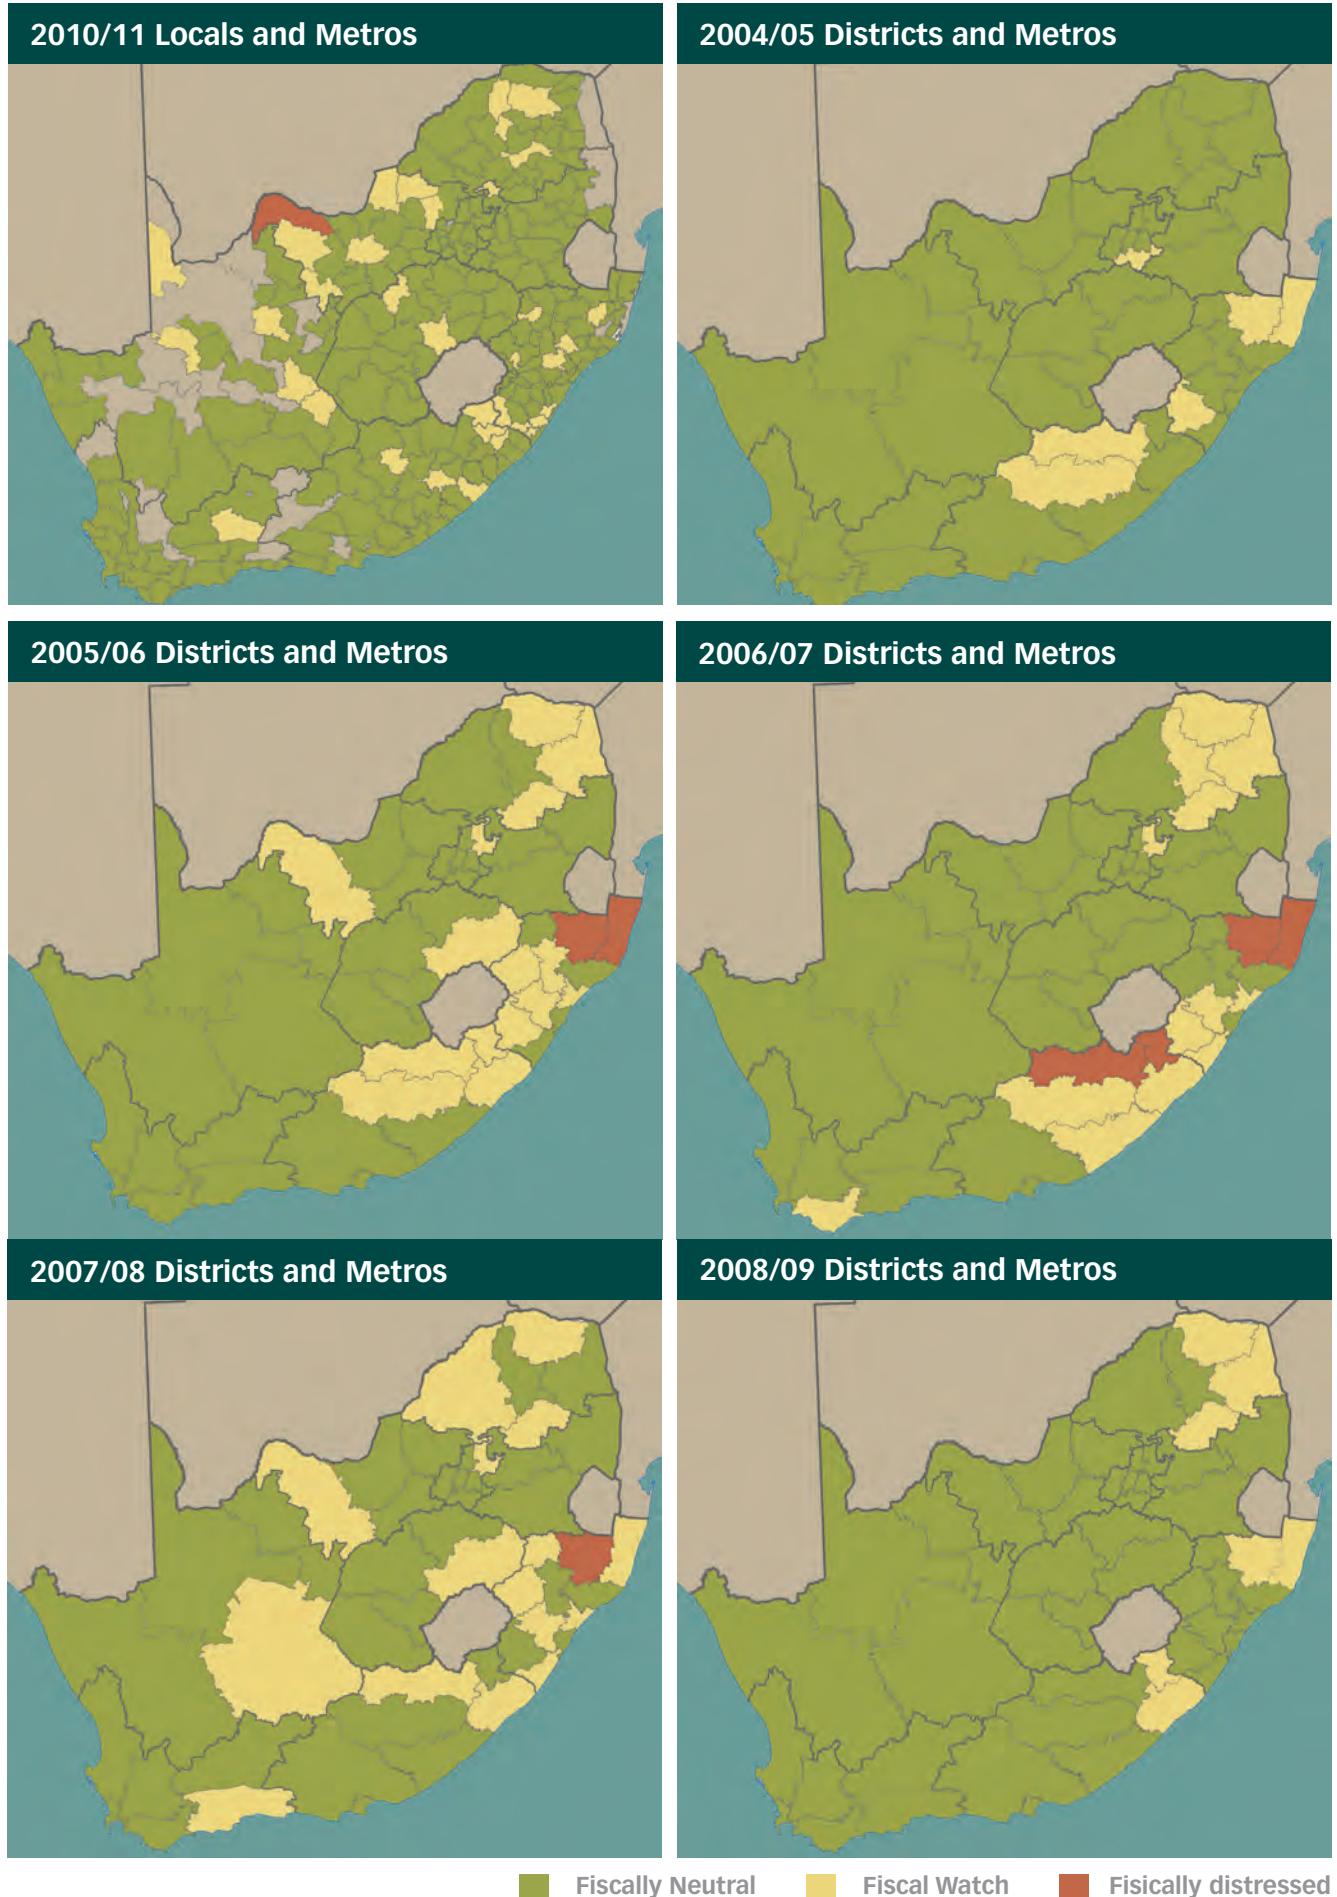 2010/11 Locals and Metros
2004/05 Districts and Metros
2005/06 Districts and Metros
2006/07 Districts and Metros
2007/08 Districts and Metros
2008/09 Districts and Metros
Fiscally Neutral
Fiscal Watch
Fisically distressed